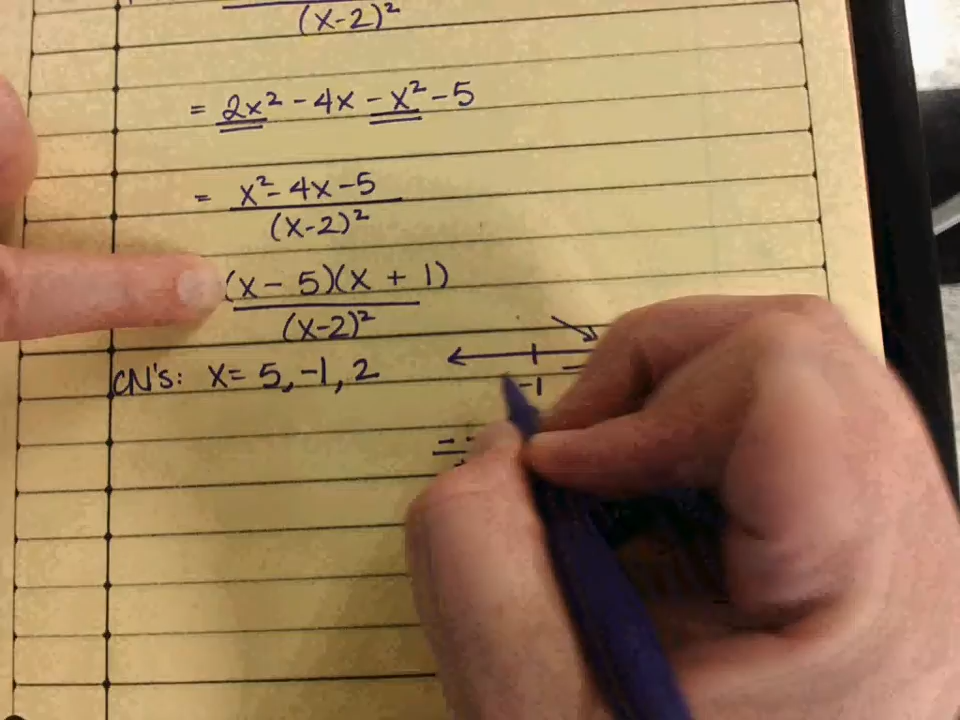 (x-2)²
= 2x² - 4x - x² - 5
= x² - 4x - 5
(x-2)²
(x - 5)(x + 1)
(x-2)²
CN's: x = 5, -1, 2
-1